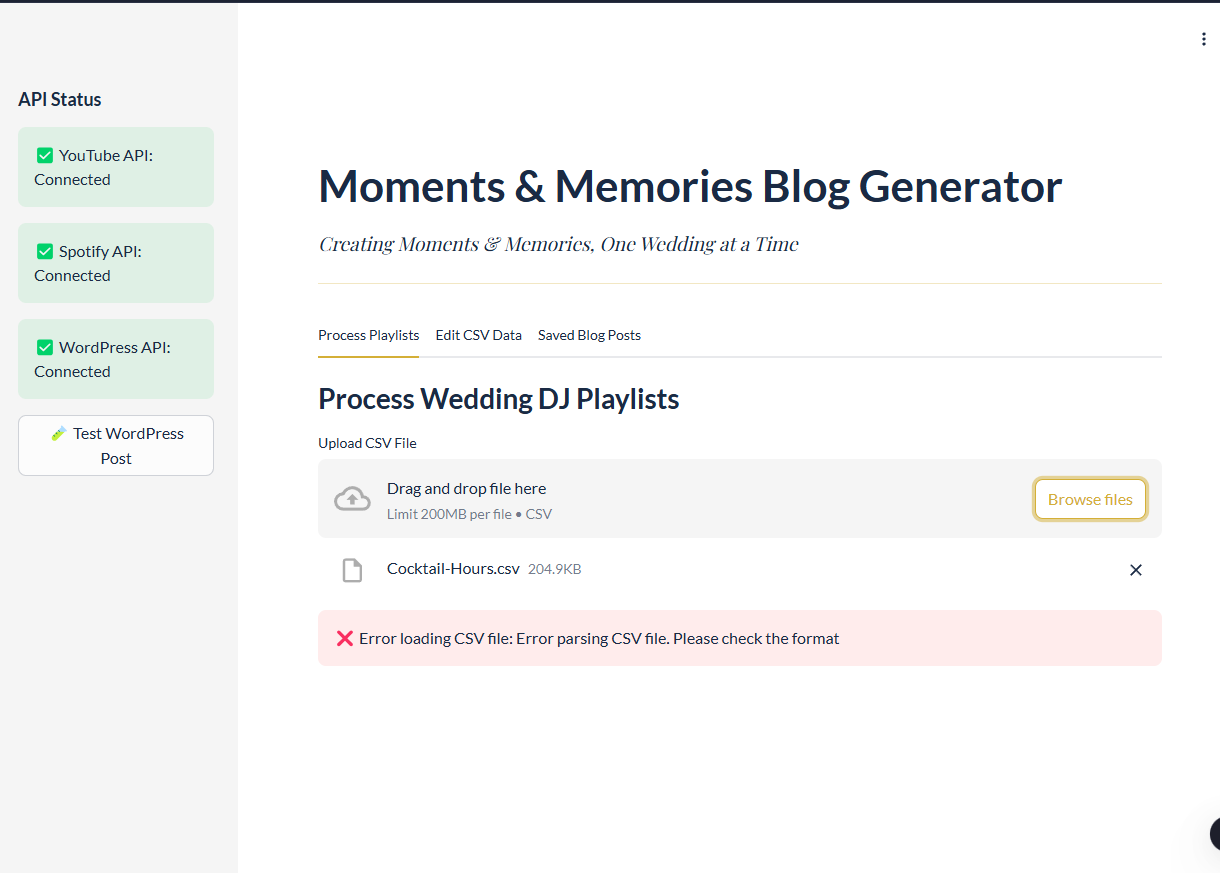 API Status
✅ YouTube API:
Connected
✅ Spotify API:
Connected
✅ WordPress API:
Connected
🧪 Test WordPress
Post
Moments & Memories Blog Generator
Creating Moments & Memories, One Wedding at a Time
Process Playlists Edit CSV Data Saved Blog Posts
Process Wedding DJ Playlists
Upload CSV File
Drag and drop file here
Limit 200MB per file • CSV
Browse files
Cocktail-Hours.csv 204.9KB
❌ Error loading CSV file: Error parsing CSV file. Please check the format